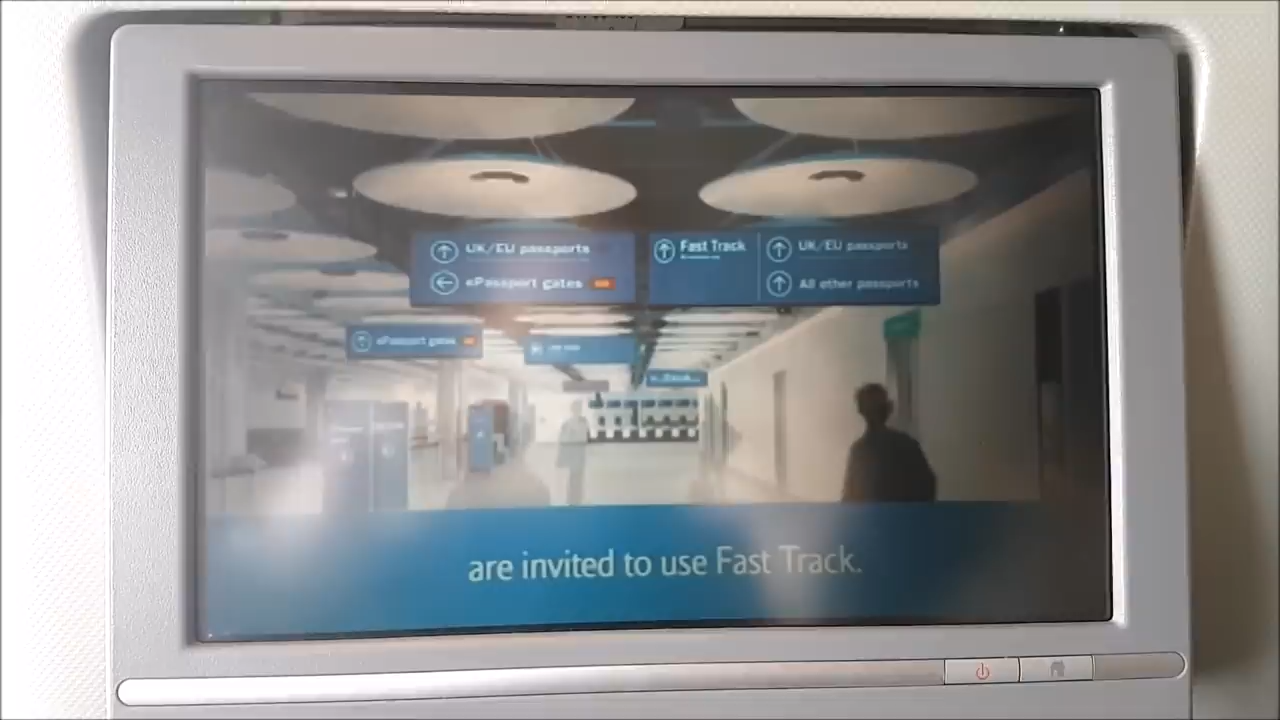 UK/EU passports
ePassport gates
Fast Track
UK/EU passports
All other passports
ePassport gates
are invited to use Fast Track.